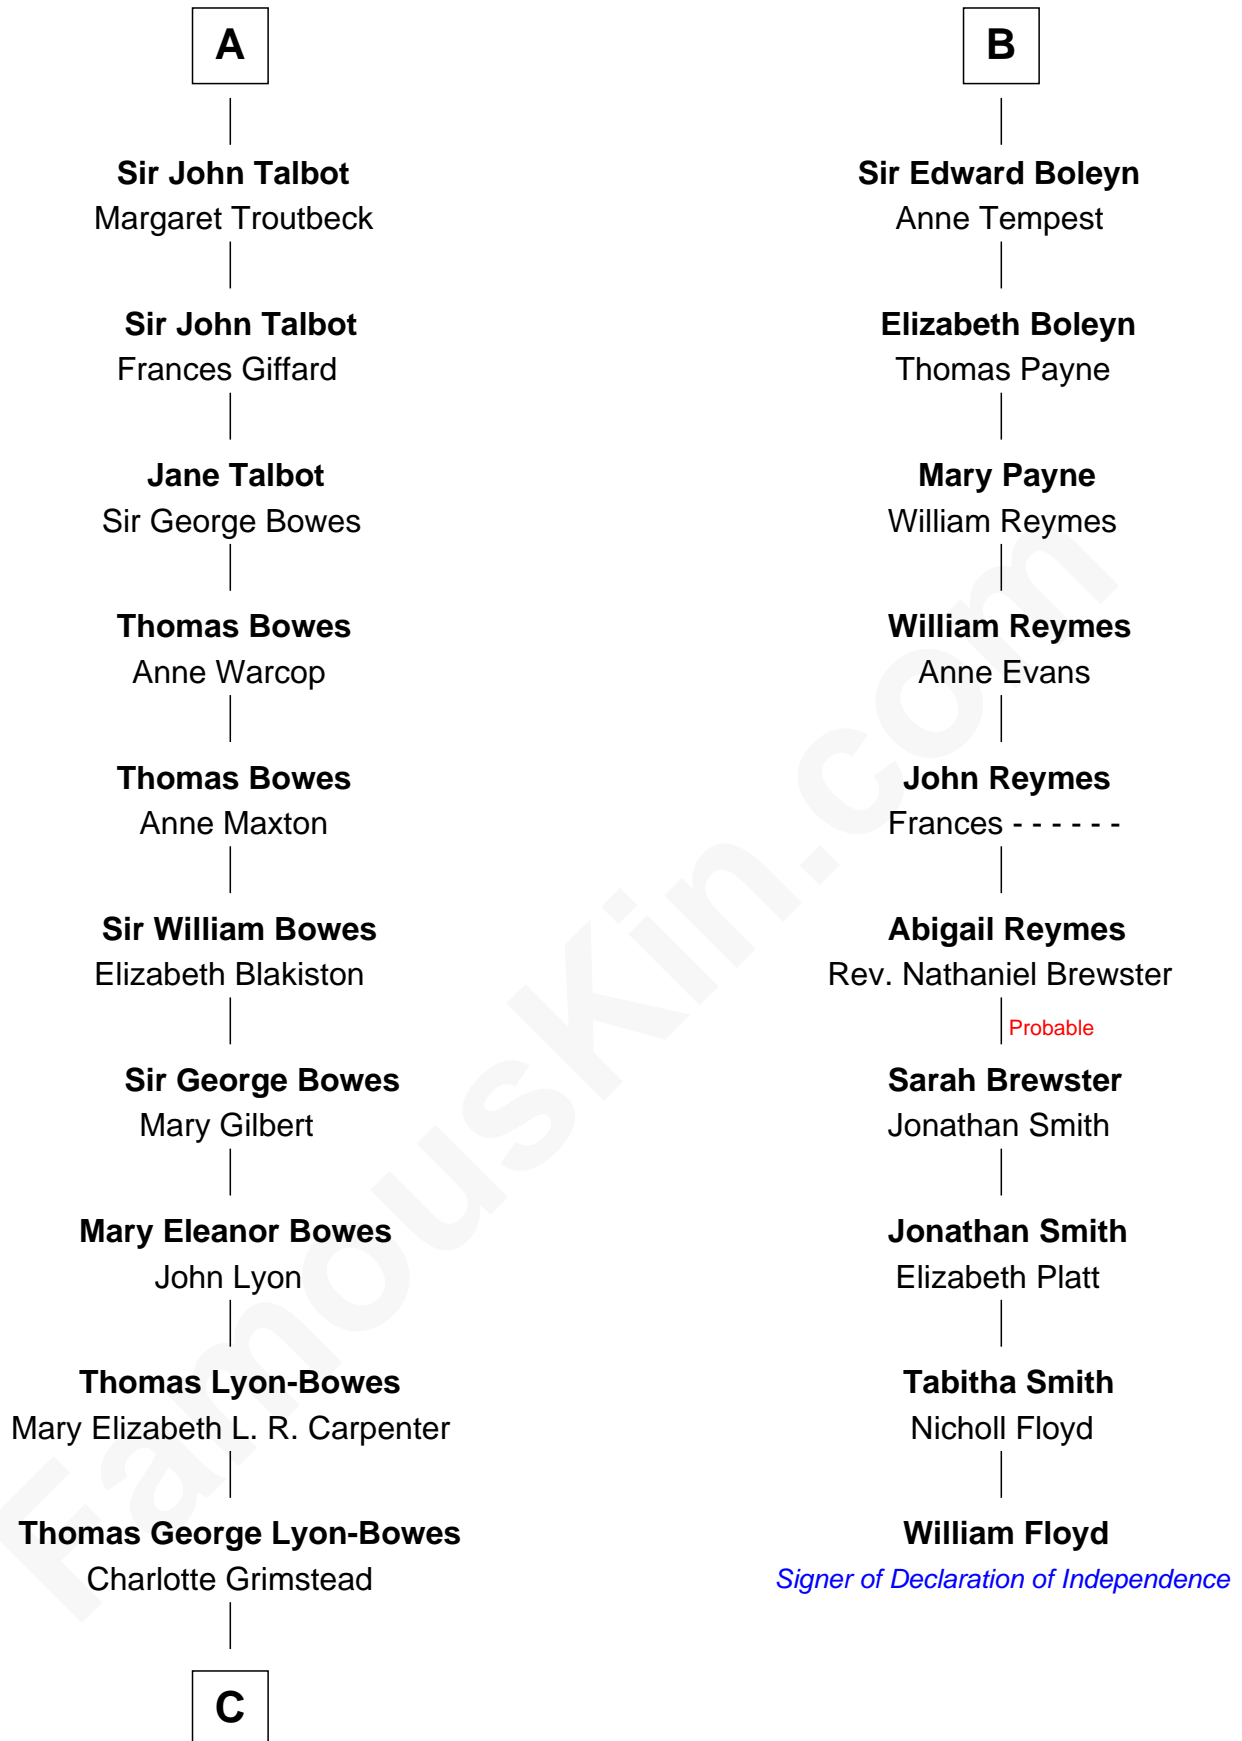 A
Sir John Talbot
Margaret Troutbeck
Sir John Talbot
Frances Giffard
Jane Talbot
Sir George Bowes
Thomas Bowes
Anne Warcop
Thomas Bowes
Anne Maxton
Sir William Bowes
Elizabeth Blakiston
Sir George Bowes
Mary Gilbert
Mary Eleanor Bowes
John Lyon
Thomas Lyon-Bowes
Mary Elizabeth L. R. Carpenter
Thomas George Lyon-Bowes
Charlotte Grimstead
C
B
Sir Edward Boleyn
Anne Tempest
Elizabeth Boleyn
Thomas Payne
Mary Payne
William Reymes
William Reymes
Anne Evans
John Reymes
Frances - - - - - -
Abigail Reymes
Rev. Nathaniel Brewster
Probable
Sarah Brewster
Jonathan Smith
Jonathan Smith
Elizabeth Platt
Tabitha Smith
Nicholl Floyd
William Floyd
Signer of Declaration of Independence
FamousKin.com